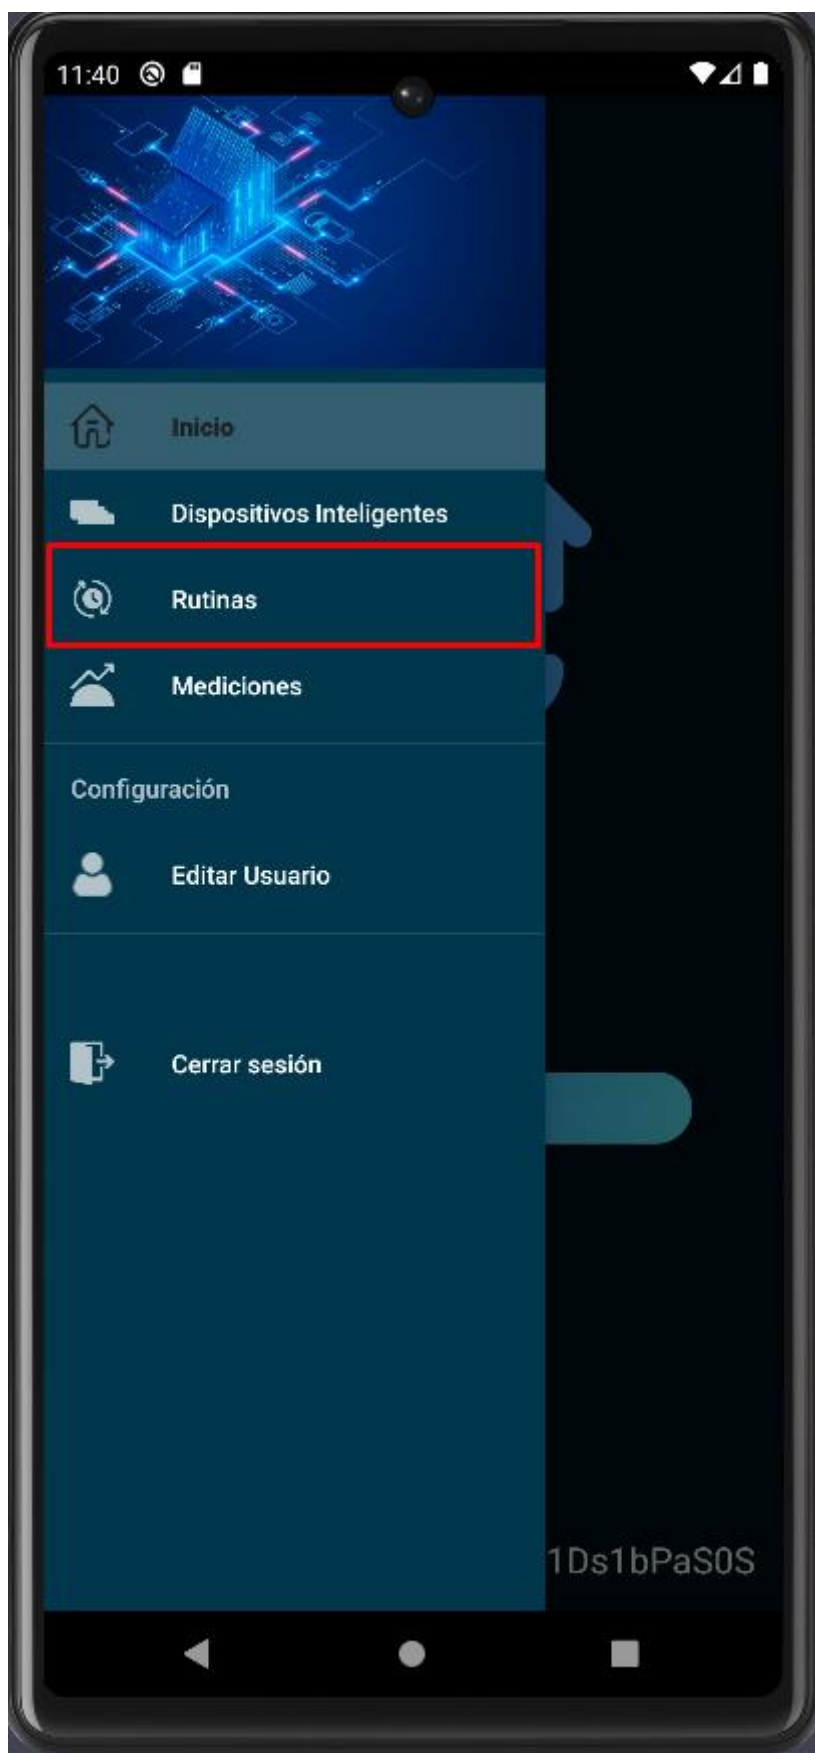 11:40
Inicio
Dispositivos Inteligentes
Rutinas
Mediciones
Configuración
Editar Usuario
Cerrar sesión
1Ds1bPaS0S